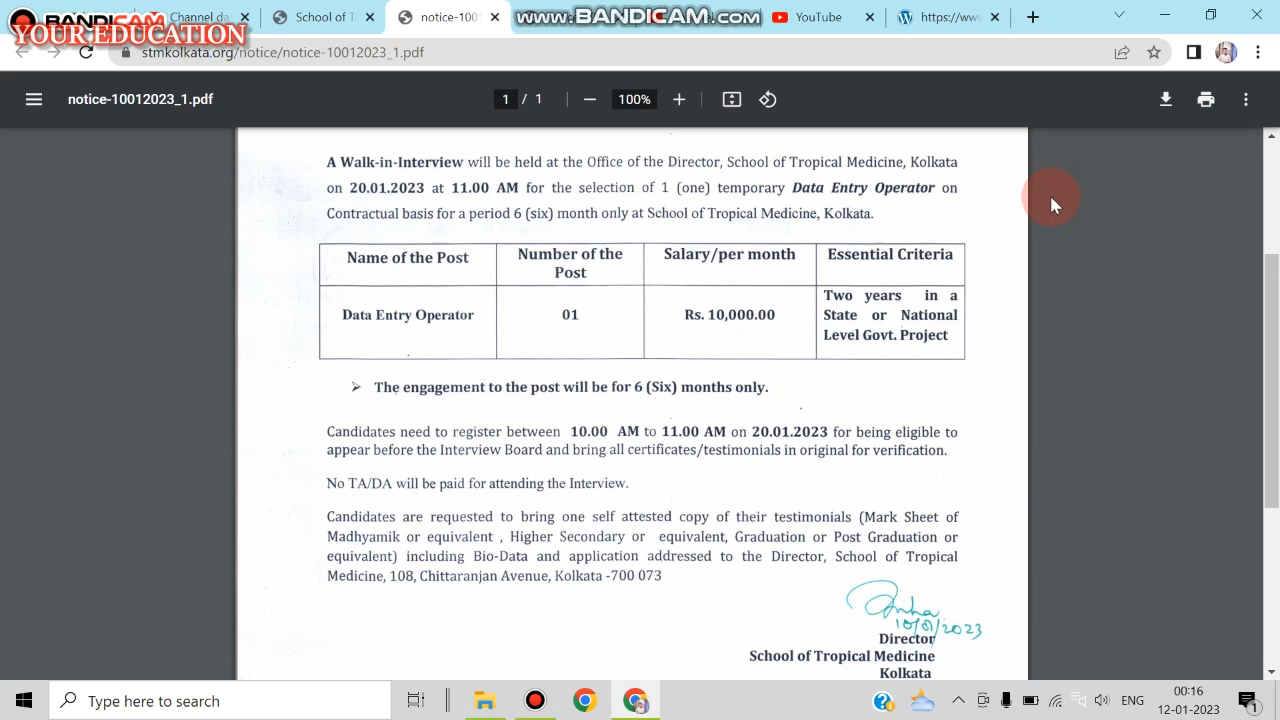 BANDICAM
YOUR EDUCATION
Channel da
School of T
notice-1001
www.BANDICAM.com
YouTube
https://ww
stmkolkata.org/notice/notice-10012023_1.pdf
notice-10012023_1.pdf
1 / 1
100%
A Walk-in-Interview will be held at the Office of the Director, School of Tropical Medicine, Kolkata
on 20.01.2023 at 11.00 AM for the selection of 1 (one) temporary Data Entry Operator on
Contractual basis for a period 6 (six) month only at School of Tropical Medicine, Kolkata.
Name of the Post
Number of the
Post
Salary/per month
Essential Criteria
Data Entry Operator
01
Rs. 10,000.00
Two years in a
State or National
Level Govt. Project
➢ The engagement to the post will be for 6 (Six) months only.
Candidates need to register between 10.00 AM to 11.00 AM on 20.01.2023 for being eligible to
appear before the Interview Board and bring all certificates/testimonials in original for verification.
No TA/DA will be paid for attending the Interview.
Candidates are requested to bring one self attested copy of their testimonials (Mark Sheet of
Madhyamik or equivalent , Higher Secondary or equivalent, Graduation or Post Graduation or
equivalent) including Bio-Data and application addressed to the Director, School of Tropical
Medicine, 108, Chittaranjan Avenue, Kolkata -700 073
10/01/2023
Director
School of Tropical Medicine
Kolkata
Type here to search
ENG
00:16
12-01-2023
1